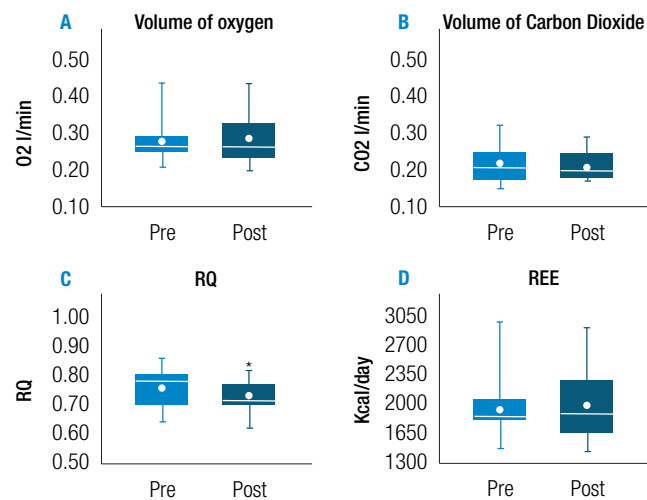 A Volume of oxygen
O2 l/min
0.50
0.40
0.30
0.20
0.10
Pre Post
B Volume of Carbon Dioxide
CO2 l/min
0.50
0.40
0.30
0.20
0.10
Pre Post
C RQ
RQ
1.00
0.90
0.80
0.70
0.60
0.50
*
Pre Post
D REE
Kcal/day
3050
2700
2350
2000
1650
1300
Pre Post